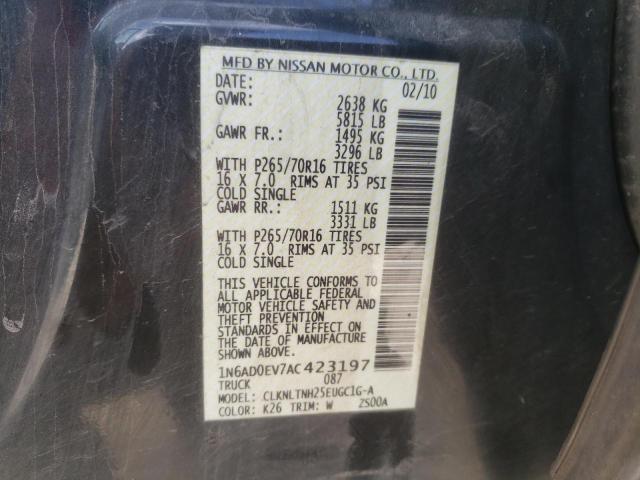 MFD BY NISSAN MOTOR CO., LTD.
DATE: 02/10
GVWR: 2638 KG
5815 LB
GAWR FR.: 1495 KG
3296 LB
WITH P265/70R16 TIRES
16 X 7.0 RIMS AT 35 PSI
COLD SINGLE
GAWR RR.: 1511 KG
3331 LB
WITH P265/70R16 TIRES
16 X 7.0 RIMS AT 35 PSI
COLD SINGLE
THIS VEHICLE CONFORMS TO
ALL APPLICABLE FEDERAL
MOTOR VEHICLE SAFETY AND
THEFT PREVENTION
STANDARDS IN EFFECT ON
THE DATE OF MANUFACTURE
SHOWN ABOVE.
1N6AD0EV7AC423197
TRUCK 087
MODEL: CLKNLTNH25EUGC1G-A
COLOR: K26 TRIM: W ZS00A